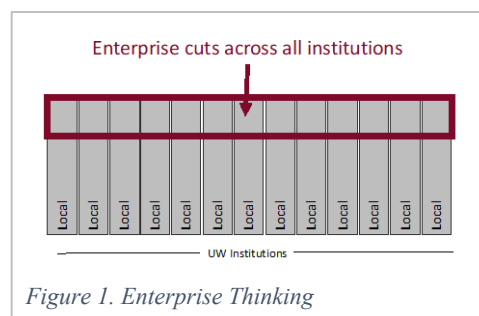 Enterprise cuts across all institutions
Local Local Local Local Local Local Local Local Local Local Local Local Local
UW Institutions
Figure 1. Enterprise Thinking